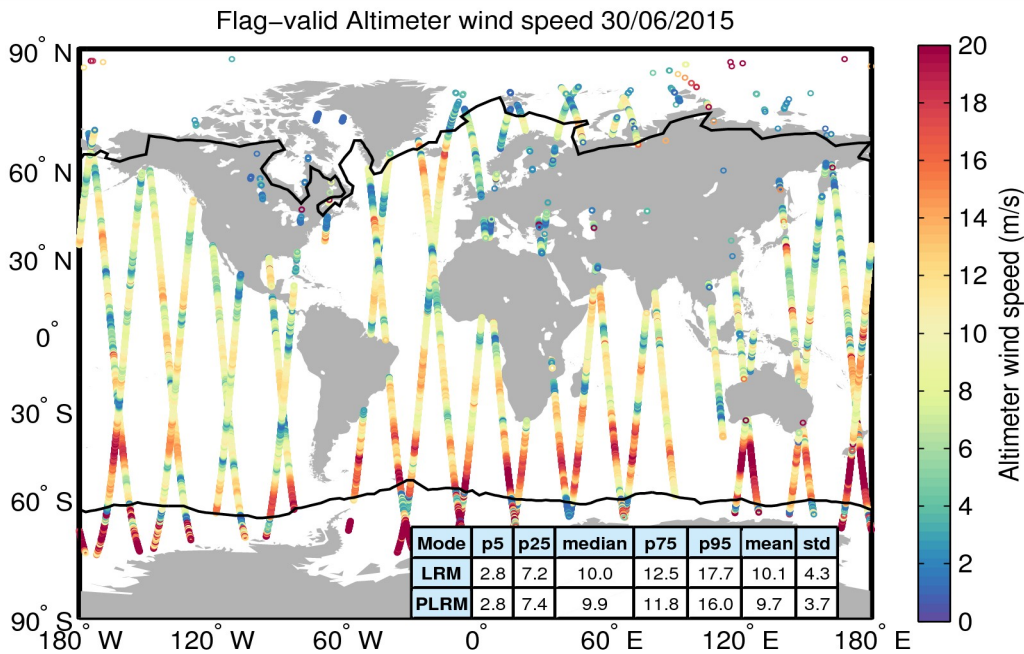 Flag−valid Altimeter wind speed 30/06/2015
90° N
60° N
30° N
0°
30° S
60° S
90° S
180° W
120° W
60° W
0°
60° E
120° E
180° E
20
18
16
14
12
10
8
6
4
2
0
Altimeter wind speed (m/s)
Mode p5 p25 median p75 p95 mean std
LRM 2.8 7.2 10.0 12.5 17.7 10.1 4.3
PLRM 2.8 7.4 9.9 11.8 16.0 9.7 3.7